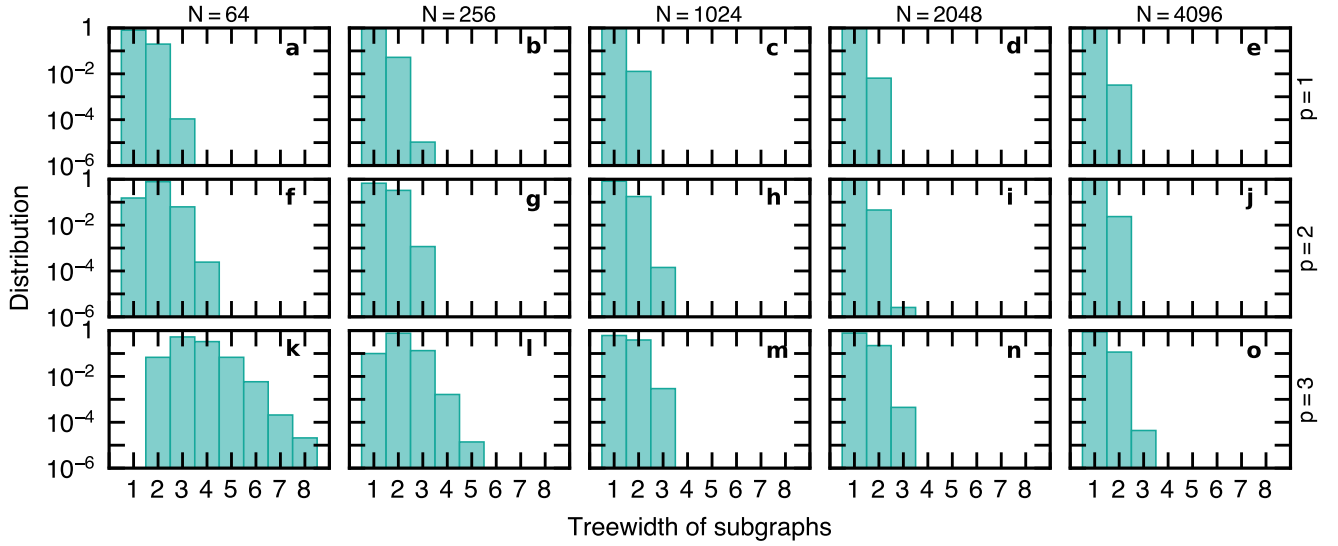 N = 64 N = 256 N = 1024 N = 2048 N = 4096
1 a b c d e
10⁻²
10⁻⁴
10⁻⁶
p = 1
1 f g h i j
10⁻²
10⁻⁴
10⁻⁶
p = 2
1 k l m n o
10⁻²
10⁻⁴
10⁻⁶
p = 3
Distribution
1 2 3 4 5 6 7 8 1 2 3 4 5 6 7 8 1 2 3 4 5 6 7 8 1 2 3 4 5 6 7 8 1 2 3 4 5 6 7 8
Treewidth of subgraphs